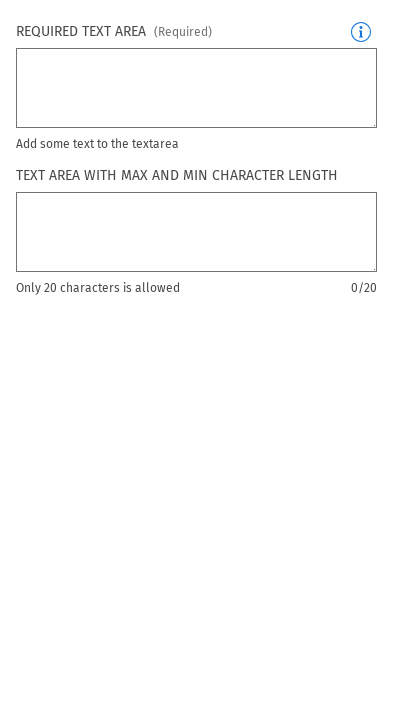 REQUIRED TEXT AREA (Required)
Add some text to the textarea
TEXT AREA WITH MAX AND MIN CHARACTER LENGTH
Only 20 characters is allowed 0/20